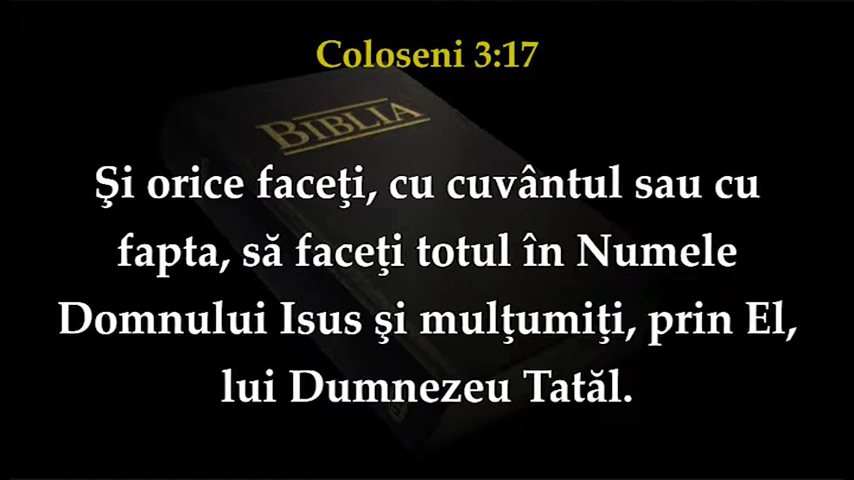 Coloseni 3:17
BIBLIA
Şi orice faceţi, cu cuvântul sau cu
fapta, să faceţi totul în Numele
Domnului Isus şi mulţumiţi, prin El,
lui Dumnezeu Tatăl.